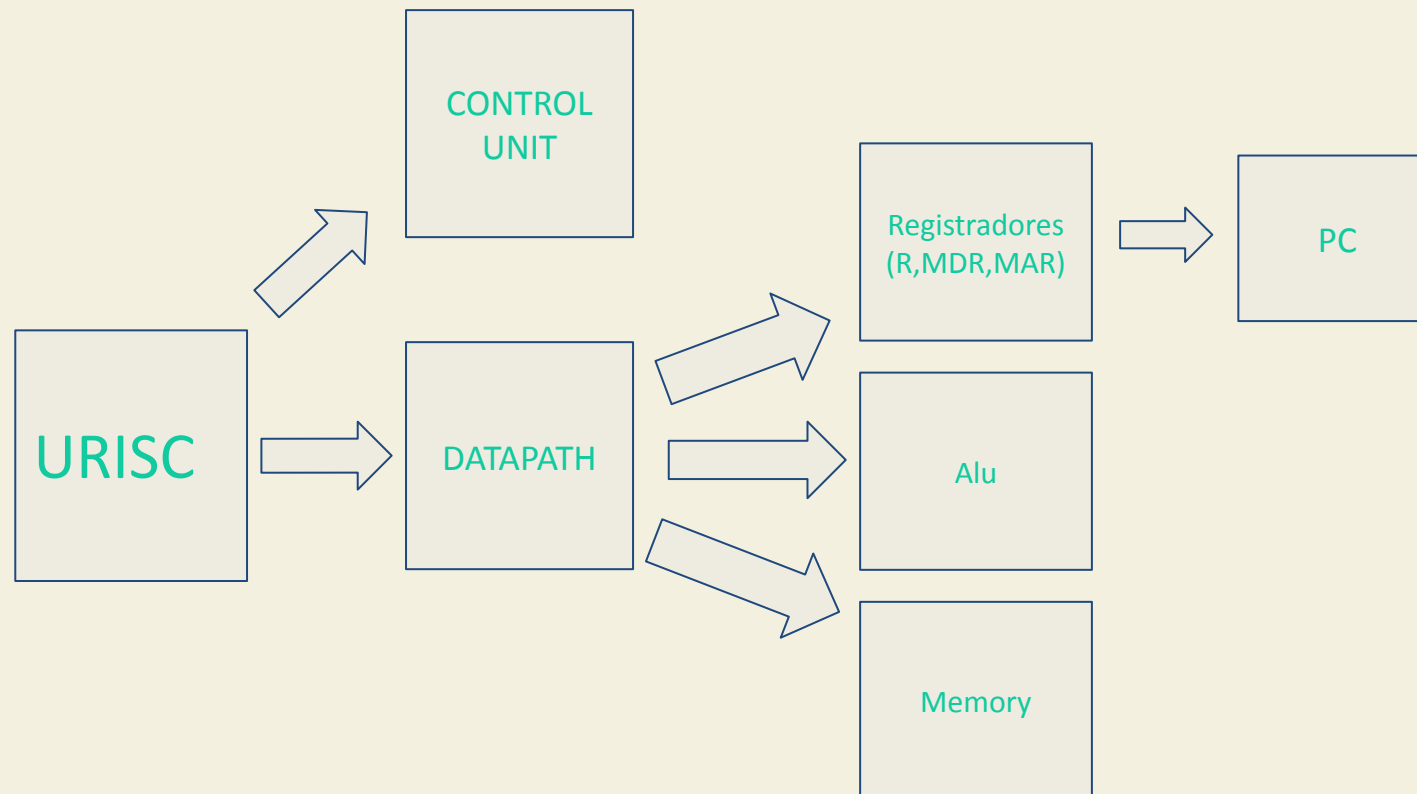 CONTROL
UNIT
Registradores
(R,MDR,MAR)
PC
URISC
DATAPATH
Alu
Memory